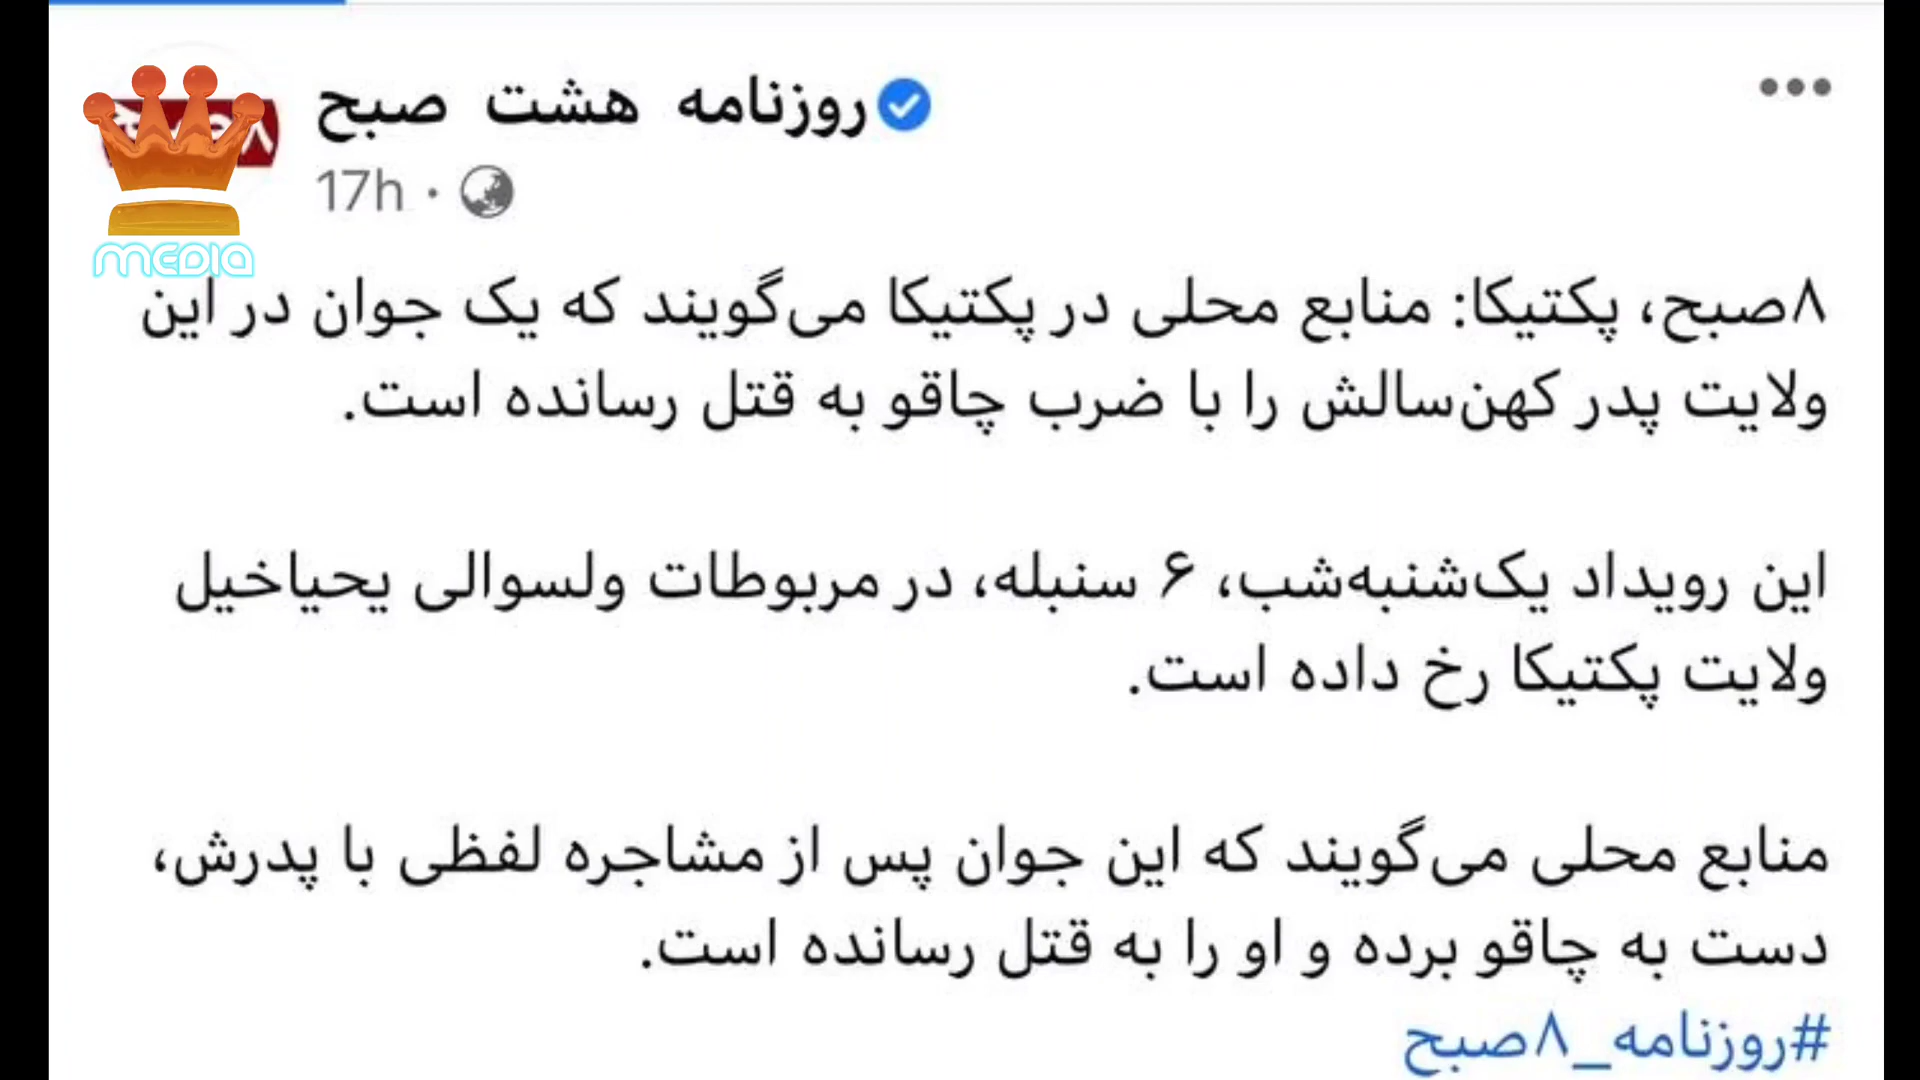 روزنامه هشت صبح
17h
MEDIA
۸صبح، پکتیکا: منابع محلی در پکتیکا می‌گویند که یک جوان در این
ولایت پدر کهن‌سالش را با ضرب چاقو به قتل رسانده است.
این رویداد یک‌شنبه‌شب، ۶ سنبله، در مربوطات ولسوالی یحیاخیل
ولایت پکتیکا رخ داده است.
منابع محلی می‌گویند که این جوان پس از مشاجره لفظی با پدرش،
دست به چاقو برده و او را به قتل رسانده است.
#روزنامه_۸صبح